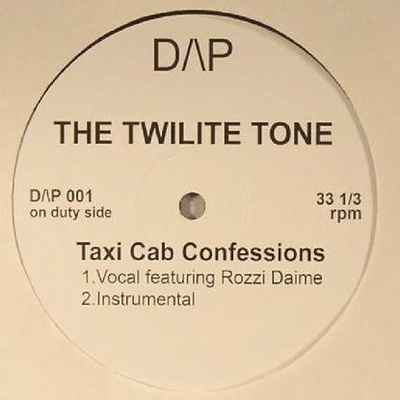 D/\P
THE TWILITE TONE
D/\P 001
on duty side
33 1/3
rpm
Taxi Cab Confessions
1.Vocal featuring Rozzi Daime
2.Instrumental